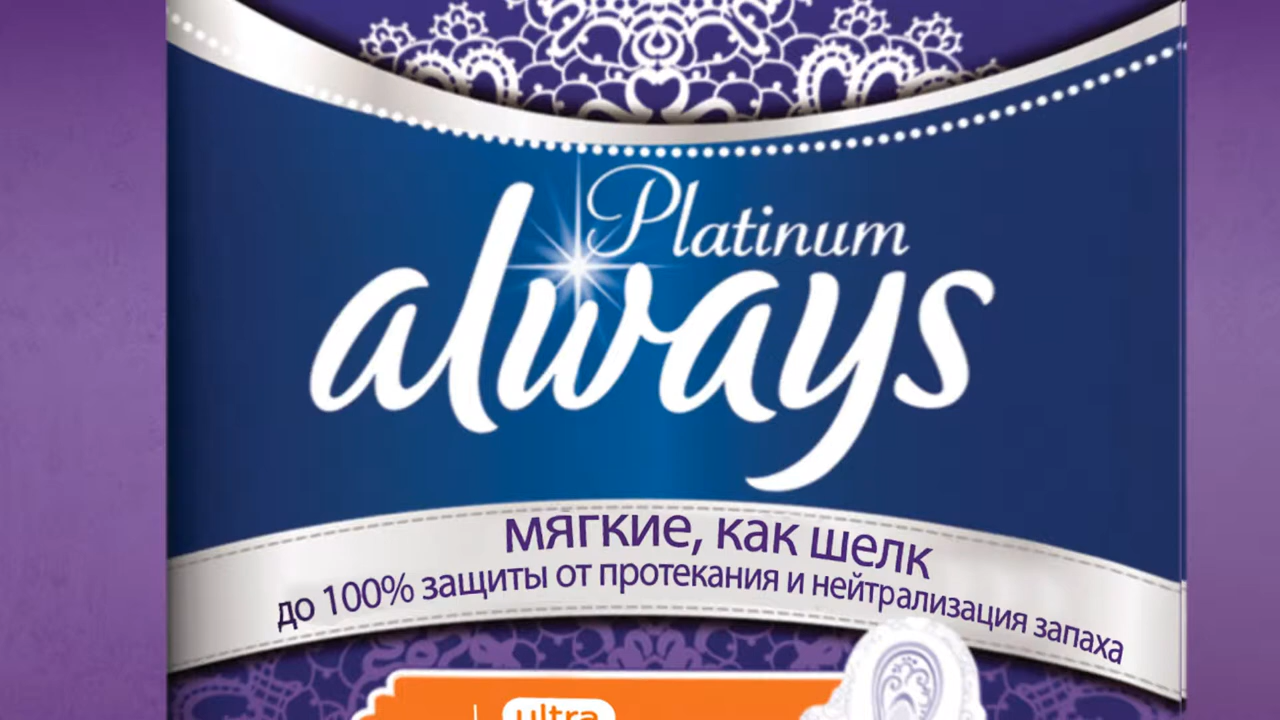 Platinum
always
мягкие, как шелк
до 100% защиты от протекания и нейтрализация запаха
ultra